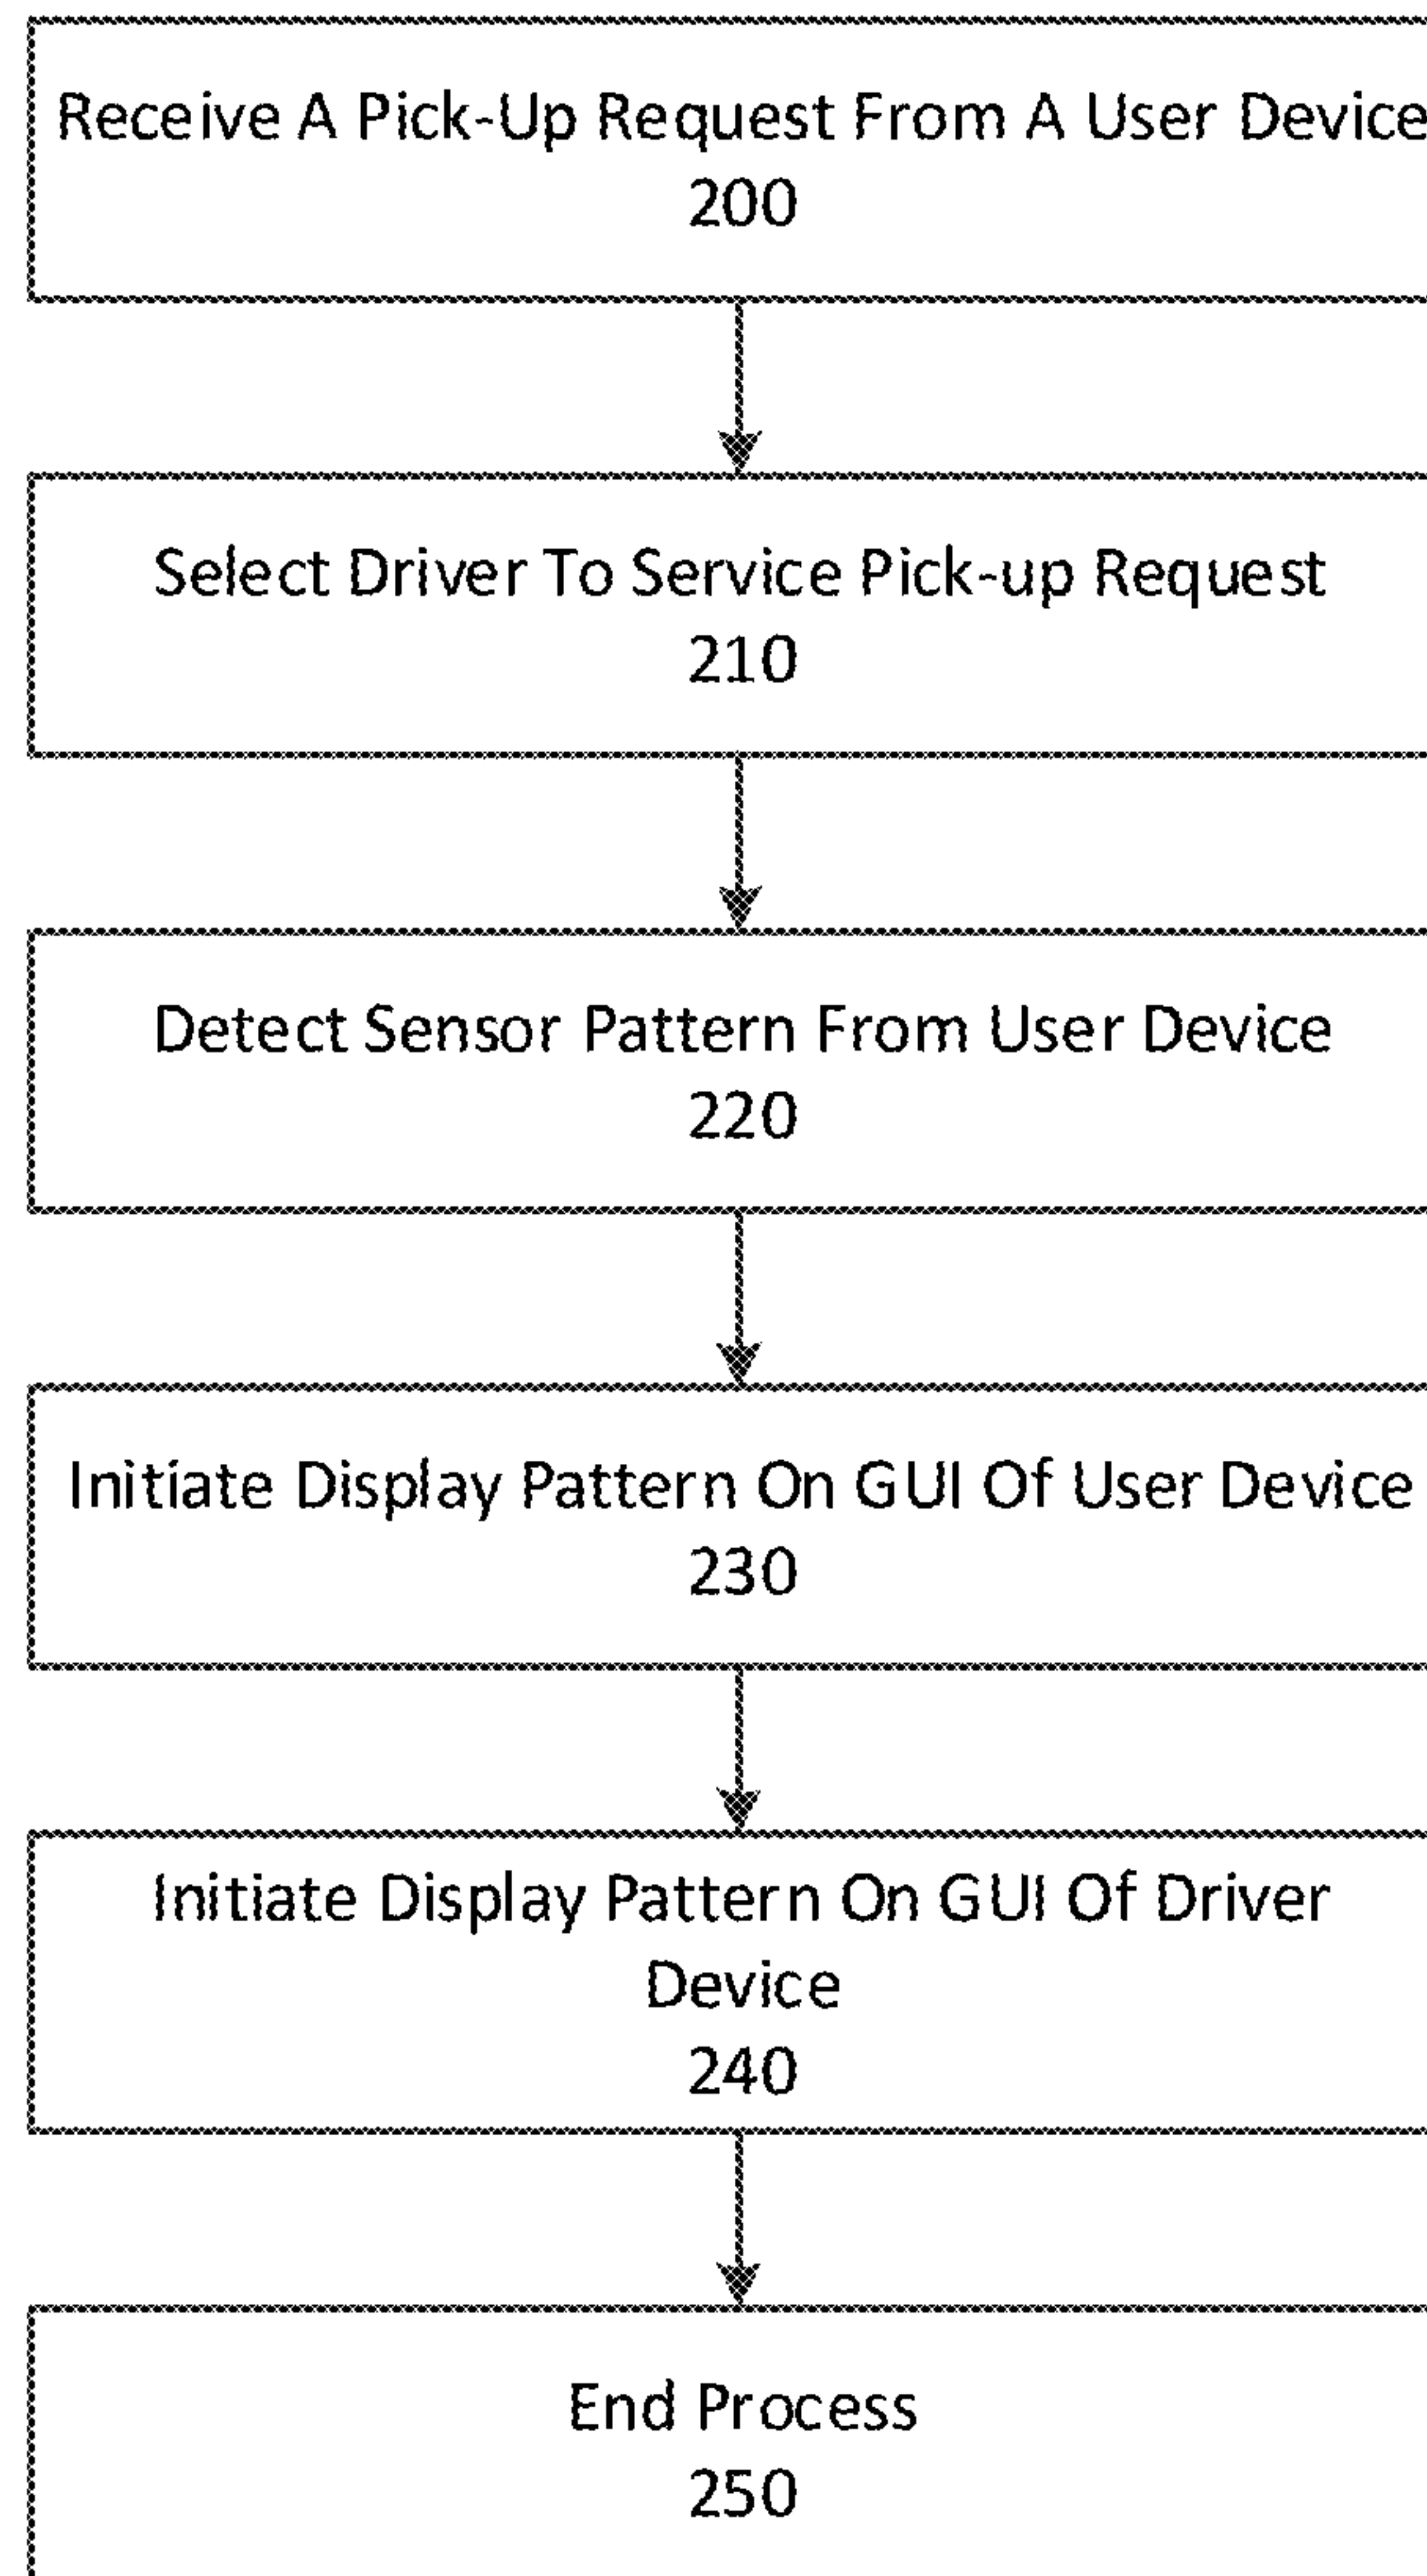 Receive A Pick-Up Request From A User Device
200
Select Driver To Service Pick-up Request
210
Detect Sensor Pattern From User Device
220
Initiate Display Pattern On GUI Of User Device
230
Initiate Display Pattern On GUI Of Driver
Device
240
End Process
250